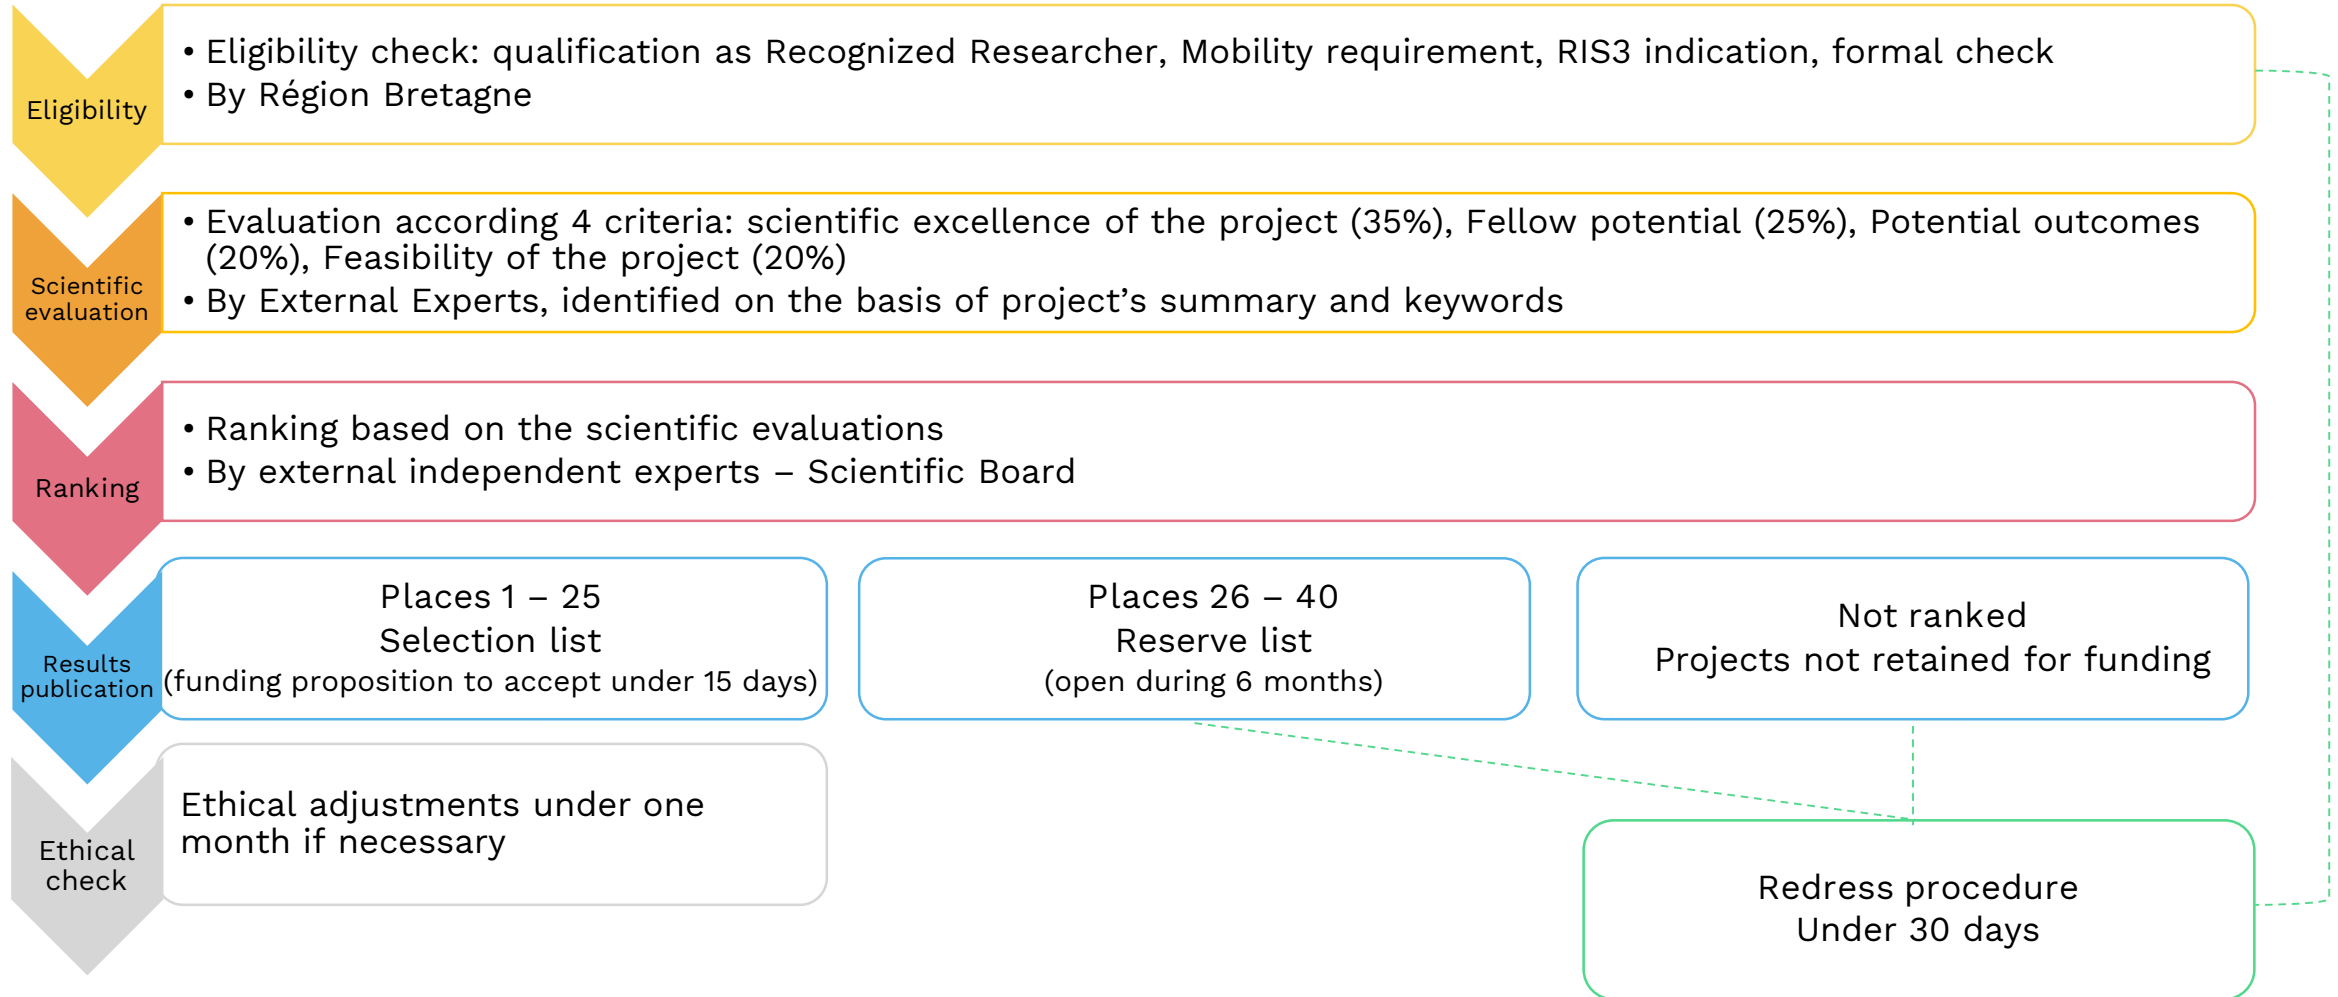 Eligibility
• Eligibility check: qualification as Recognized Researcher, Mobility requirement, RIS3 indication, formal check
• By Région Bretagne
Scientific
evaluation
• Evaluation according 4 criteria: scientific excellence of the project (35%), Fellow potential (25%), Potential outcomes
(20%), Feasibility of the project (20%)
• By External Experts, identified on the basis of project’s summary and keywords
Ranking
• Ranking based on the scientific evaluations
• By external independent experts – Scientific Board
Results
publication
Places 1 – 25
Selection list
(funding proposition to accept under 15 days)
Places 26 – 40
Reserve list
(open during 6 months)
Not ranked
Projects not retained for funding
Ethical
check
Ethical adjustments under one
month if necessary
Redress procedure
Under 30 days